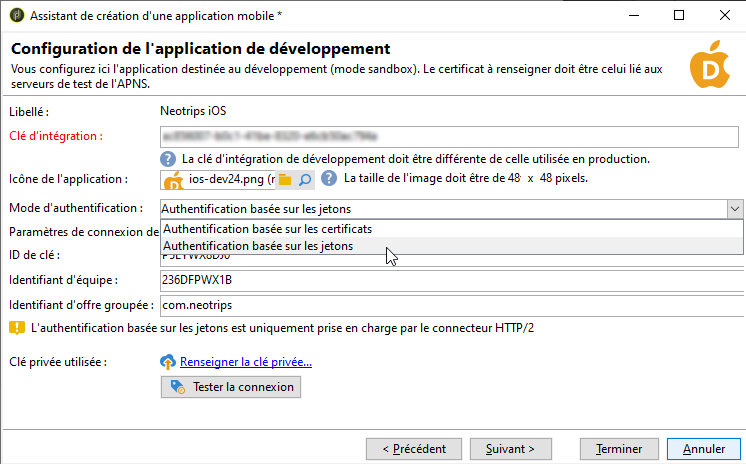 Assistant de création d'une application mobile *
Configuration de l'application de développement
Vous configurez ici l'application destinée au développement (mode sandbox). Le certificat à renseigner doit être celui lié aux
serveurs de test de l'APNS.
D
Libellé :
Neotrips iOS
Clé d'intégration :
La clé d'intégration de développement doit être différente de celle utilisée en production.
Icône de l'application :
ios-dev24.png
La taille de l'image doit être de 48 x 48 pixels.
Mode d'authentification :
Authentification basée sur les jetons
Authentification basée sur les certificats
Authentification basée sur les jetons
Paramètres de connexion de
ID de clé :
Identifiant d'équipe :
236DFPWX1B
Identifiant d'offre groupée :
com.neotrips
L'authentification basée sur les jetons est uniquement prise en charge par le connecteur HTTP/2
Clé privée utilisée :
Renseigner la clé privée...
Tester la connexion
< Précédent
Suivant >
Terminer
Annuler